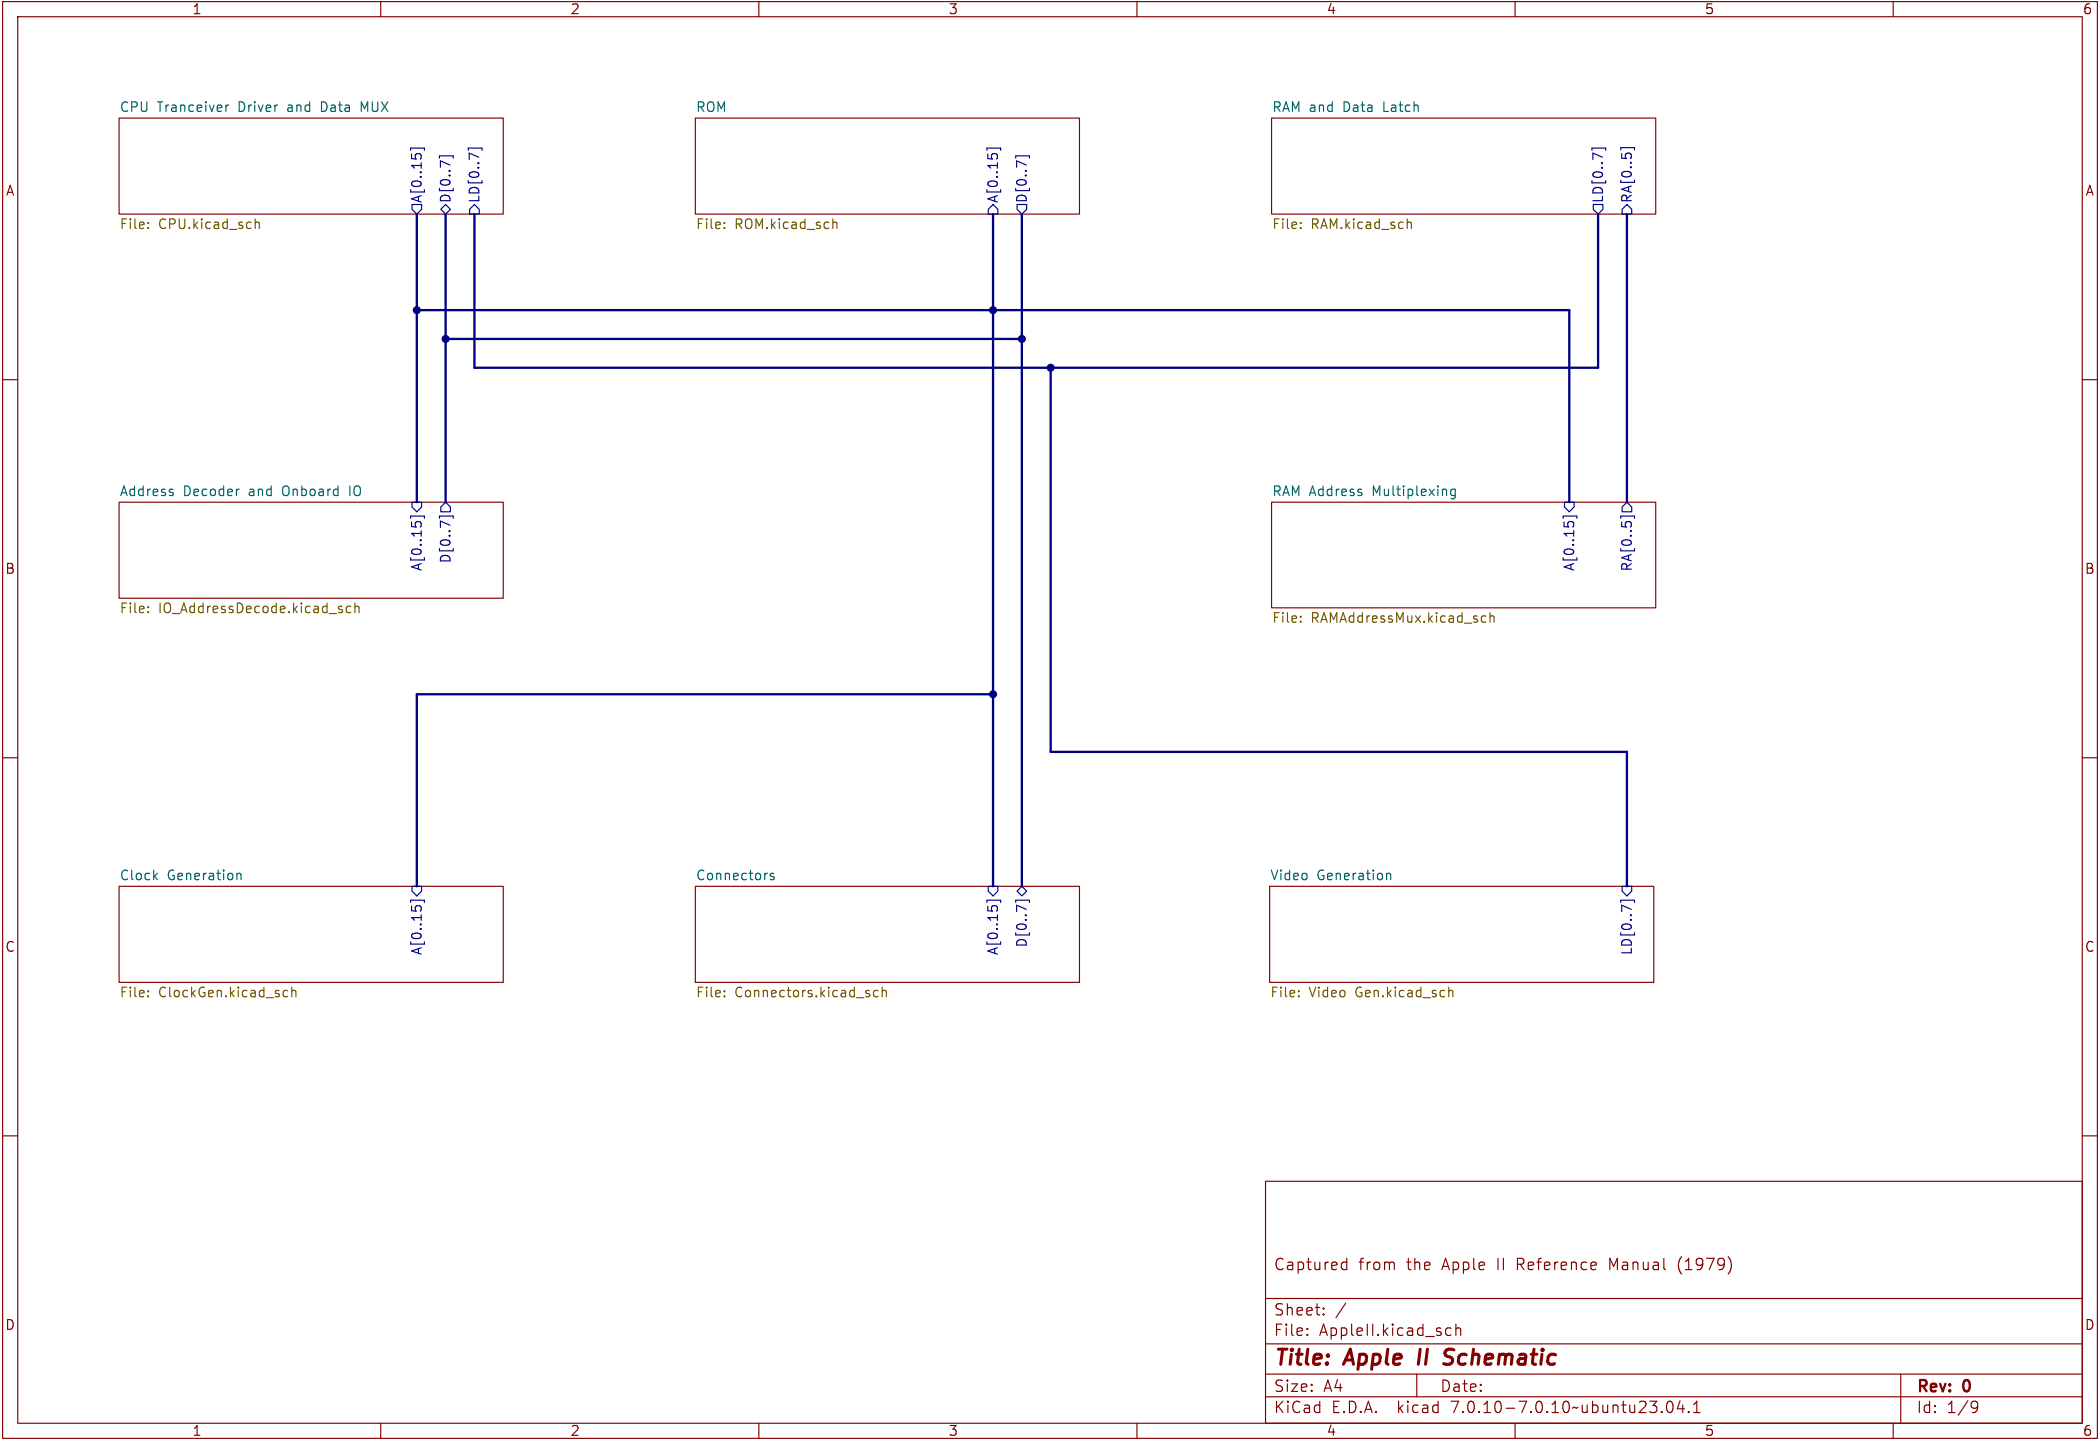 1 2 3 4 5 6
CPU Tranceiver Driver and Data MUX
A[0..15]
D[0..7]
LD[0..7]
File: CPU.kicad_sch
ROM
A[0..15]
D[0..7]
File: ROM.kicad_sch
RAM and Data Latch
LD[0..7]
RA[0..5]
File: RAM.kicad_sch
A A
Address Decoder and Onboard IO
A[0..15]
D[0..7]
File: IO_AddressDecode.kicad_sch
RAM Address Multiplexing
A[0..15]
RA[0..5]
File: RAMAddressMux.kicad_sch
B B
Clock Generation
A[0..15]
File: ClockGen.kicad_sch
Connectors
A[0..15]
D[0..7]
File: Connectors.kicad_sch
Video Generation
LD[0..7]
File: Video Gen.kicad_sch
C C
Captured from the Apple II Reference Manual (1979)
Sheet: /
File: AppleII.kicad_sch
Title: Apple II Schematic
Size: A4 Date: Rev: 0
KiCad E.D.A. kicad 7.0.10-7.0.10~ubuntu23.04.1 Id: 1/9
D D
1 2 3 4 5 6